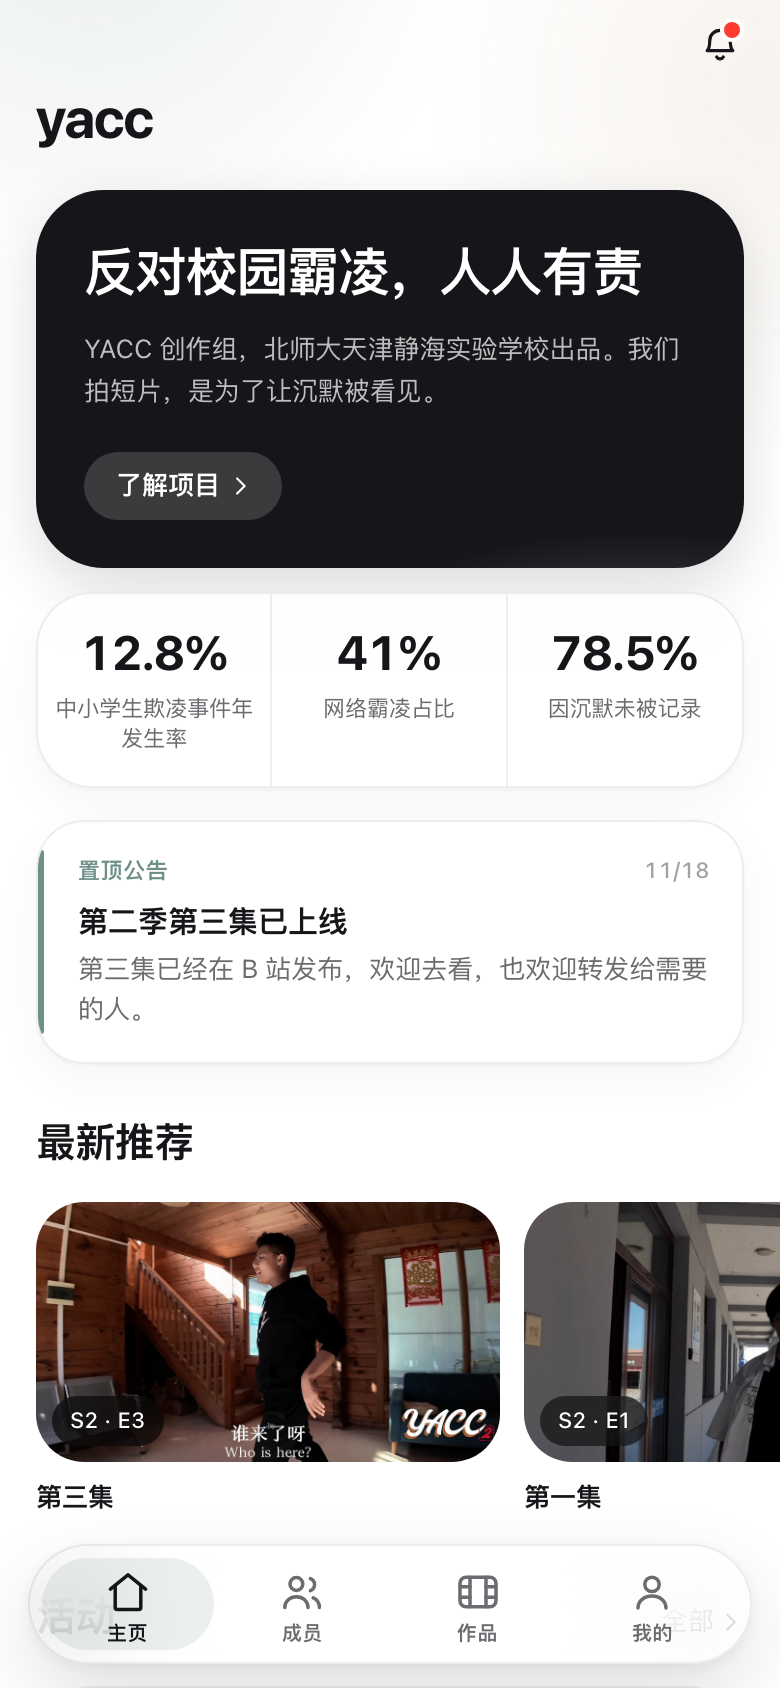 yacc
反对校园霸凌，人人有责
YACC 创作组，北师大天津静海实验学校出品。我们
拍短片，是为了让沉默被看见。
了解项目
12.8%
中小学生欺凌事件年
发生率
41%
网络霸凌占比
78.5%
因沉默未被记录
置顶公告
11/18
第二季第三集已上线
第三集已经在 B 站发布，欢迎去看，也欢迎转发给需要
的人。
最新推荐
谁来了呀
Who is here?
YACC 2
S2 · E3
第三集
S2 · E1
第一集
活动
全部
主页
成员
作品
我的